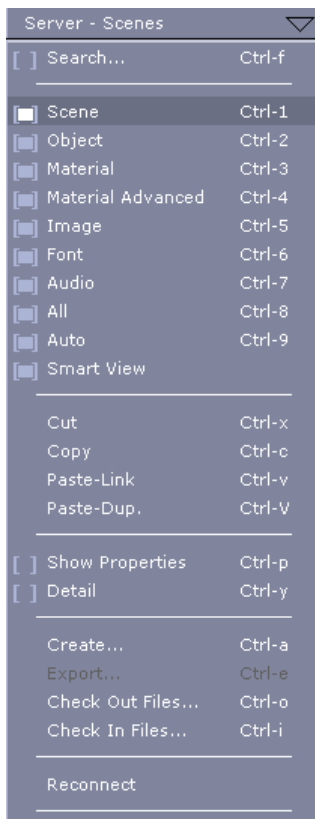 Server - Scenes
[ ] Search... Ctrl-f
Scene Ctrl-1
Object Ctrl-2
Material Ctrl-3
Material Advanced Ctrl-4
Image Ctrl-5
Font Ctrl-6
Audio Ctrl-7
All Ctrl-8
Auto Ctrl-9
Smart View
Cut Ctrl-x
Copy Ctrl-c
Paste-Link Ctrl-v
Paste-Dup. Ctrl-V
[ ] Show Properties Ctrl-p
[ ] Detail Ctrl-y
Create... Ctrl-a
Export... Ctrl-e
Check Out Files... Ctrl-o
Check In Files... Ctrl-i
Reconnect